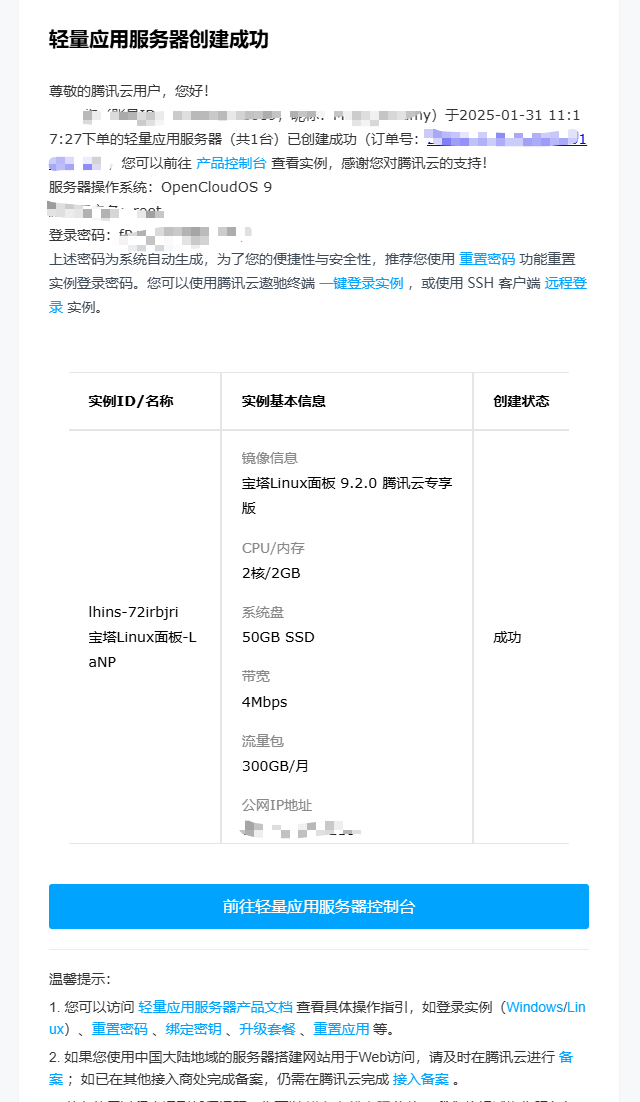 轻量应用服务器创建成功
尊敬的腾讯云用户，您好！
）于2025-01-31 11:1
7:27下单的轻量应用服务器（共1台）已创建成功（订单号：
，您可以前往 产品控制台 查看实例，感谢您对腾讯云的支持！
服务器操作系统：OpenCloudOS 9
root
登录密码：
上述密码为系统自动生成，为了您的便捷性与安全性，推荐您使用 重置密码 功能重置
实例登录密码。您可以使用腾讯云遨驰终端 一键登录实例 ，或使用 SSH 客户端 远程登
录 实例。
实例ID/名称
实例基本信息
创建状态
lhins-72irbjri
宝塔Linux面板-L
aNP
镜像信息
宝塔Linux面板 9.2.0 腾讯云专享
版
CPU/内存
2核/2GB
系统盘
50GB SSD
带宽
4Mbps
流量包
300GB/月
公网IP地址
成功
前往轻量应用服务器控制台
温馨提示：
1. 您可以访问 轻量应用服务器产品文档 查看具体操作指引，如登录实例（Windows/Lin
ux）、重置密码 、绑定密钥 、升级套餐 、重置应用 等。
2. 如果您使用中国大陆地域的服务器搭建网站用于Web访问，请及时在腾讯云进行 备
案 ；如已在其他接入商处完成备案，仍需在腾讯云完成 接入备案 。